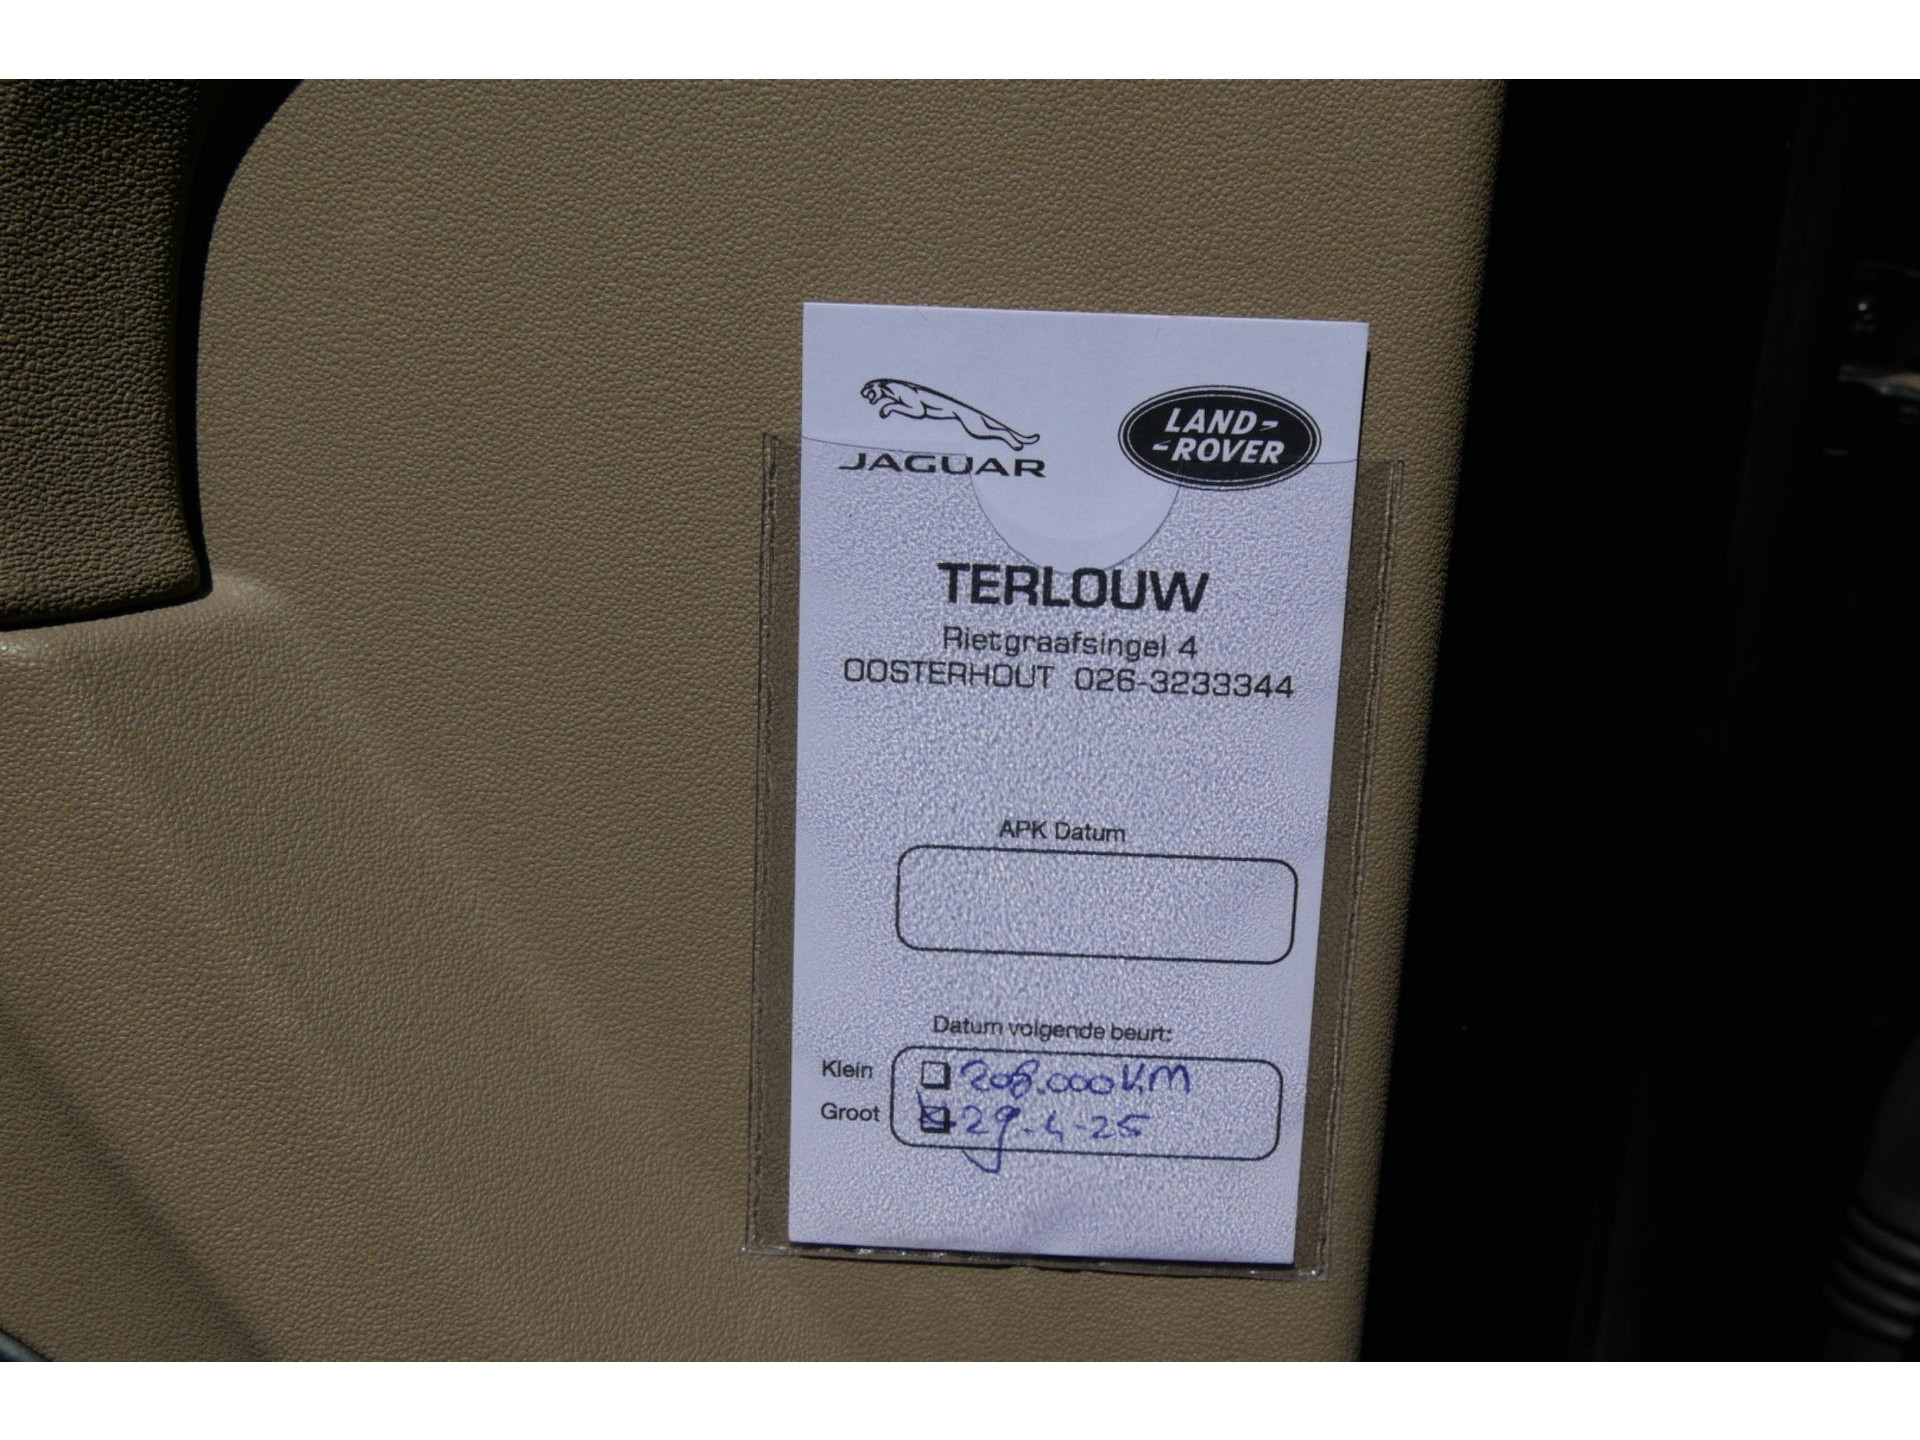 JAGUAR
LAND-
-ROVER
TERLOUW
Rietgraafsingel 4
OOSTERHOUT 026-3233344
APK Datum
Datum volgende beurt:
Klein 208.000 KM
Groot 29-4-25